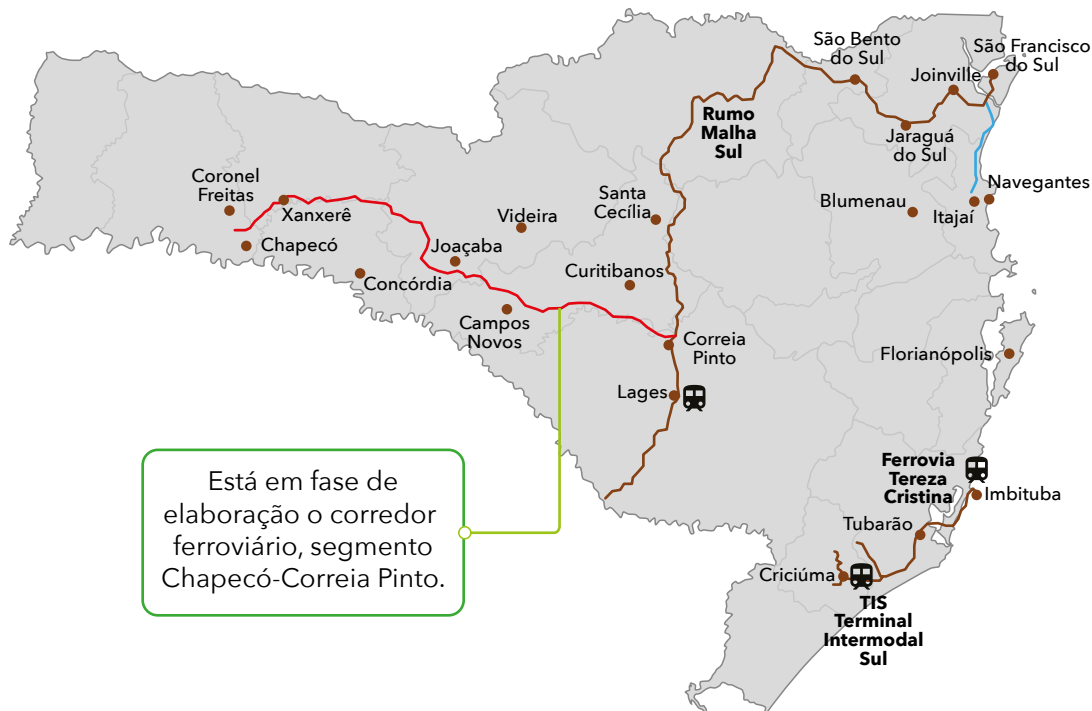 São Bento
do Sul
São Francisco
do Sul
Joinville
Rumo
Malha
Sul
Jaraguá
do Sul
Coronel
Freitas
Xanxerê
Videira
Santa
Cecília
Blumenau
Itajaí
Navegantes
Chapecó
Joaçaba
Concórdia
Curitibanos
Campos
Novos
Correia
Pinto
Florianópolis
Lages
Está em fase de
elaboração o corredor
ferroviário, segmento
Chapecó-Correia Pinto.
Ferrovia
Tereza
Cristina
Imbituba
Tubarão
Criciúma
TIS
Terminal
Intermodal
Sul